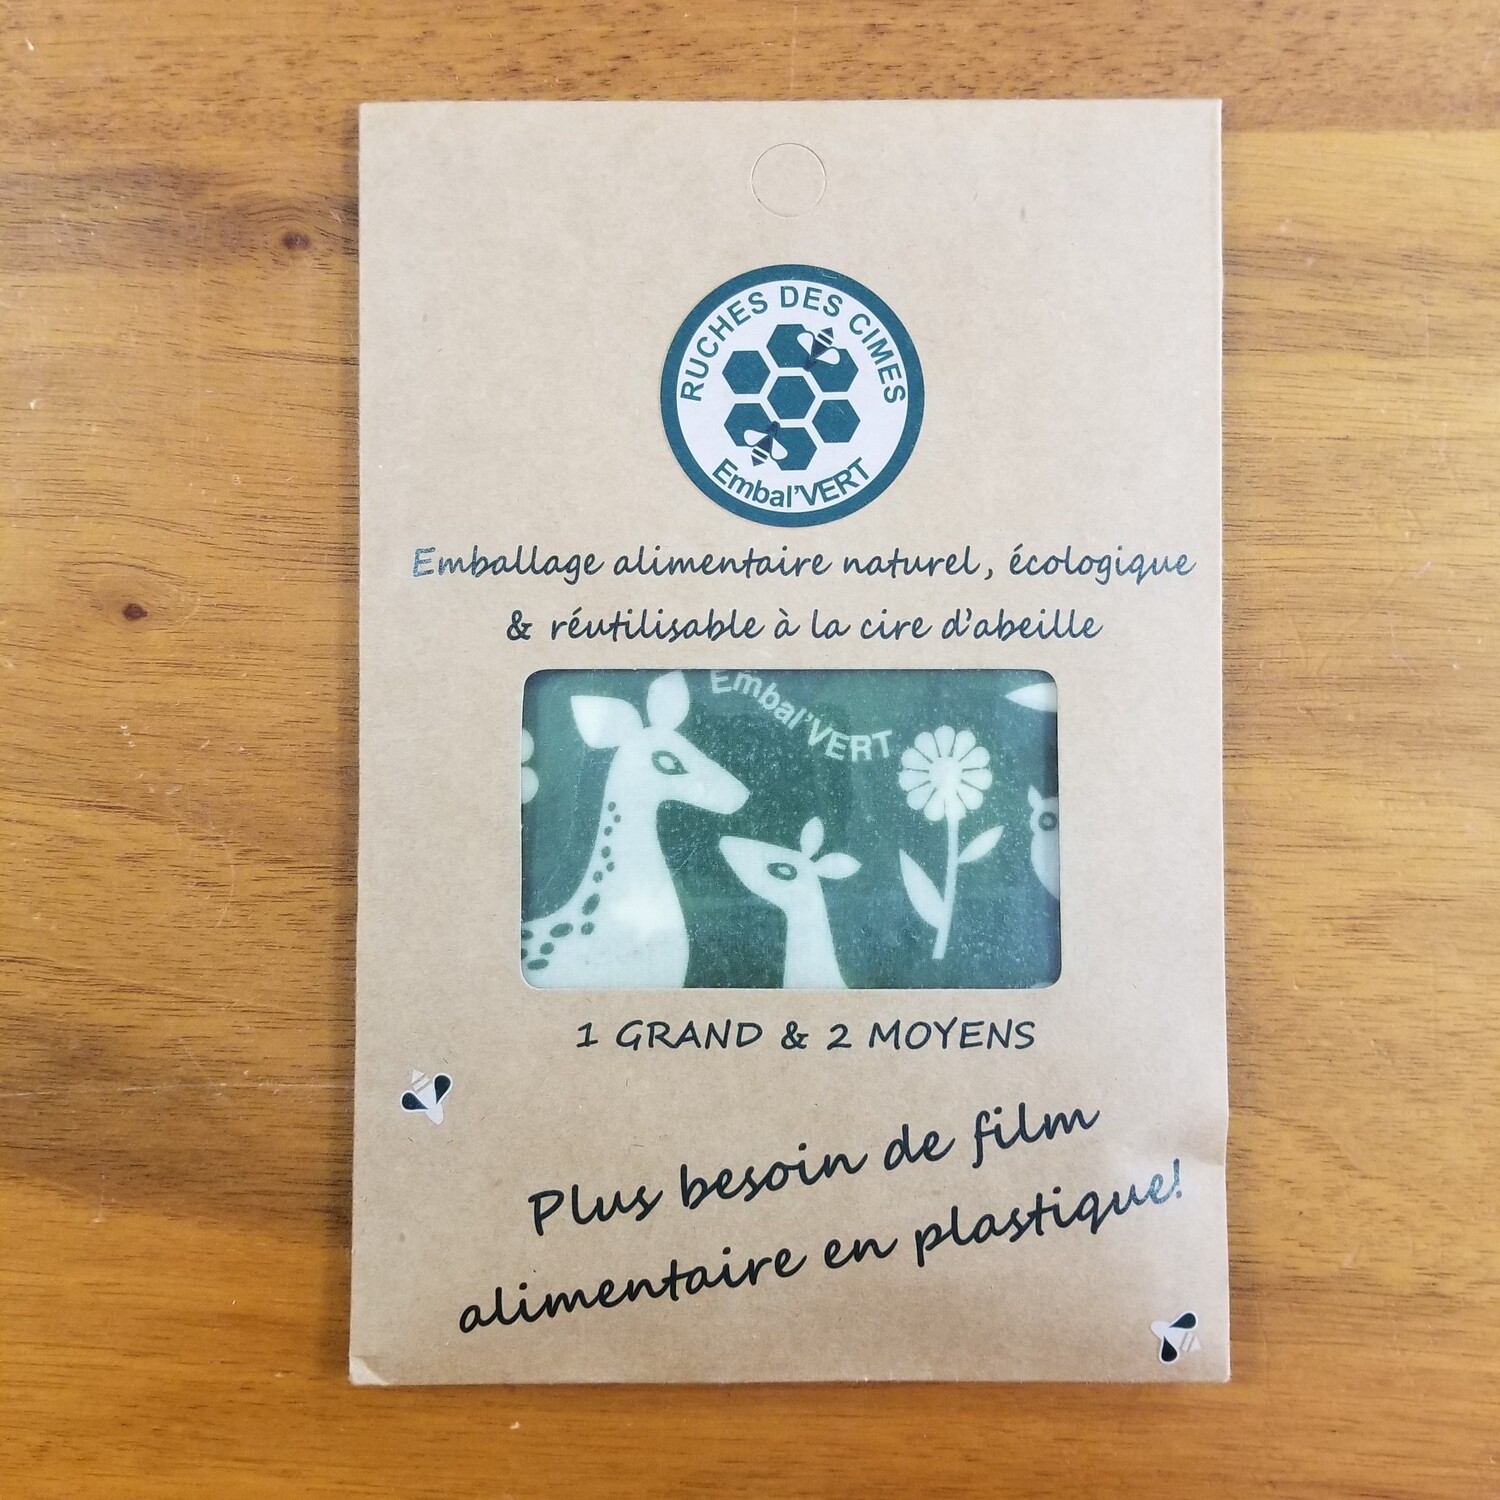 RUCHES DES CIMES
Embal'VERT
Emballage alimentaire naturel, écologique
& réutilisable à la cire d'abeille
Embal'VERT
1 GRAND & 2 MOYENS
Plus besoin de film
alimentaire en plastique!